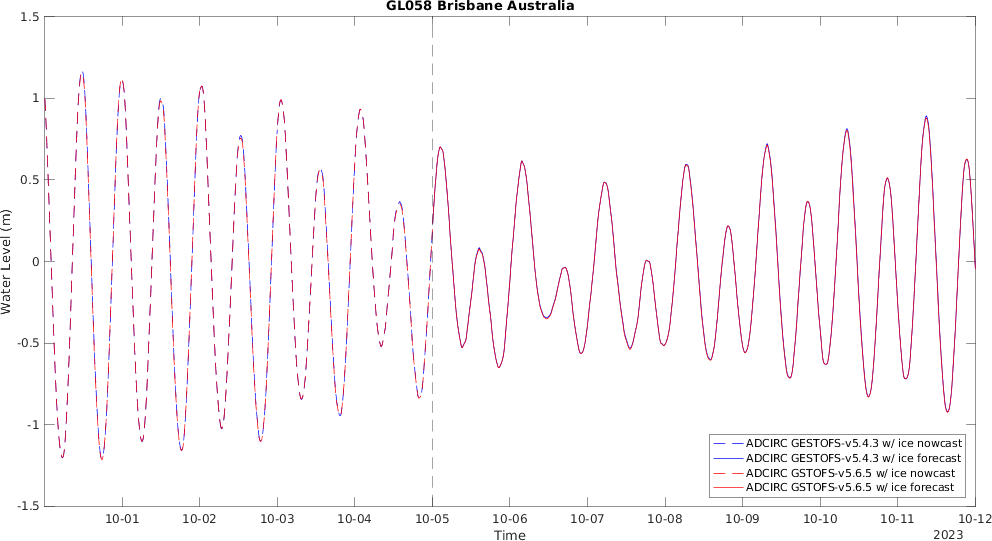 GL058 Brisbane Australia
1.5
1
0.5
0
-0.5
-1
-1.5
Water Level (m)
10-01 10-02 10-03 10-04 10-05 10-06 10-07 10-08 10-09 10-10 10-11 10-12
Time
2023
ADCIRC GESTOFS-v5.4.3 w/ ice nowcast
ADCIRC GESTOFS-v5.4.3 w/ ice forecast
ADCIRC GSTOFS-v5.6.5 w/ ice nowcast
ADCIRC GSTOFS-v5.6.5 w/ ice forecast